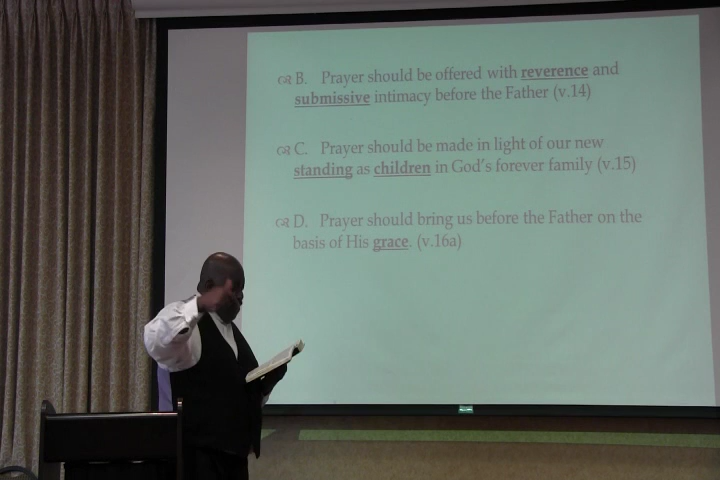 B. Prayer should be offered with reverence and
submissive intimacy before the Father (v.14)
C. Prayer should be made in light of our new
standing as children in God's forever family (v.15)
D. Prayer should bring us before the Father on the
basis of His grace. (v.16a)